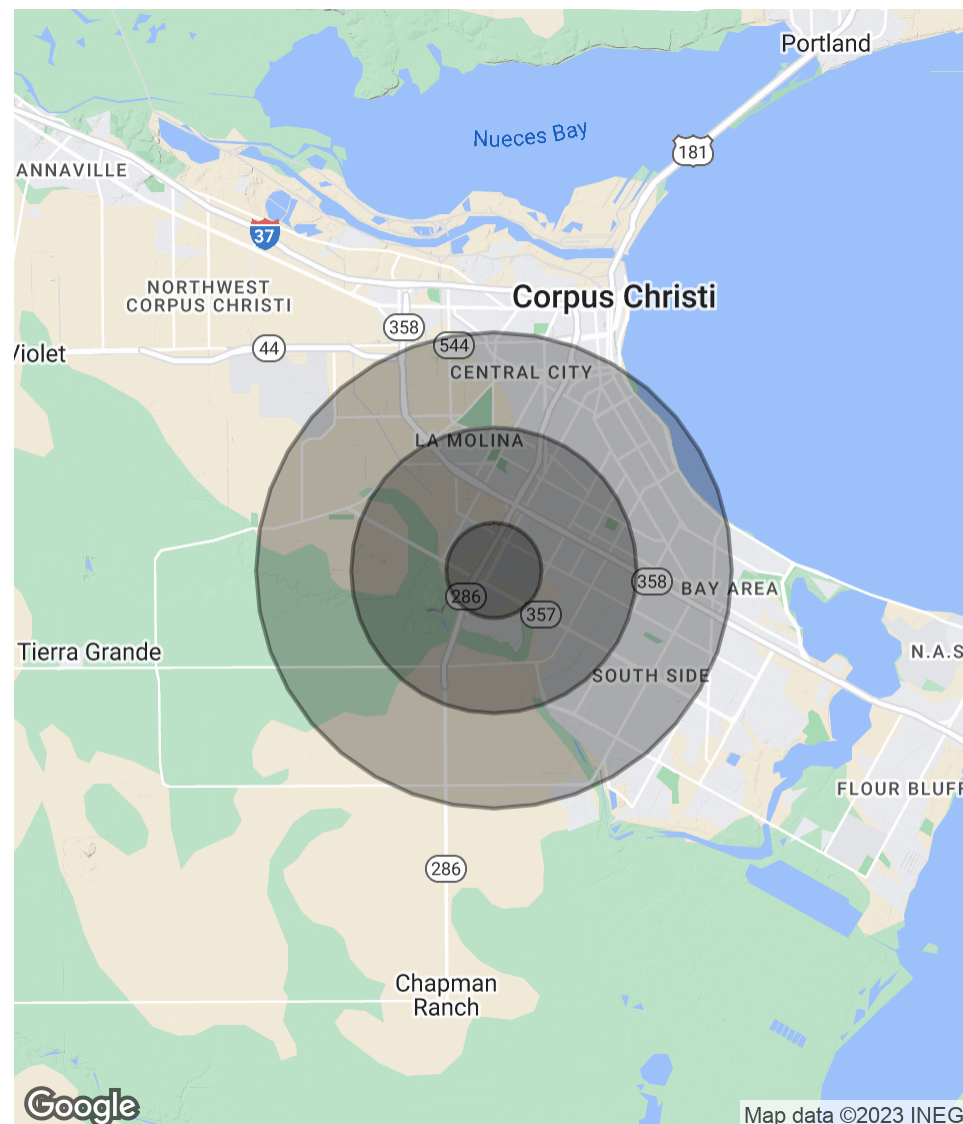 Portland
Nueces Bay
181
ANNAVILLE
37
NORTHWEST
CORPUS CHRISTI
Corpus Christi
358
544
44
Violet
CENTRAL CITY
LA MOLINA
358
BAY AREA
286
357
Tierra Grande
N.A.S
SOUTH SIDE
FLOUR BLUFF
286
Chapman
Ranch
Google
Map data ©2023 INEG